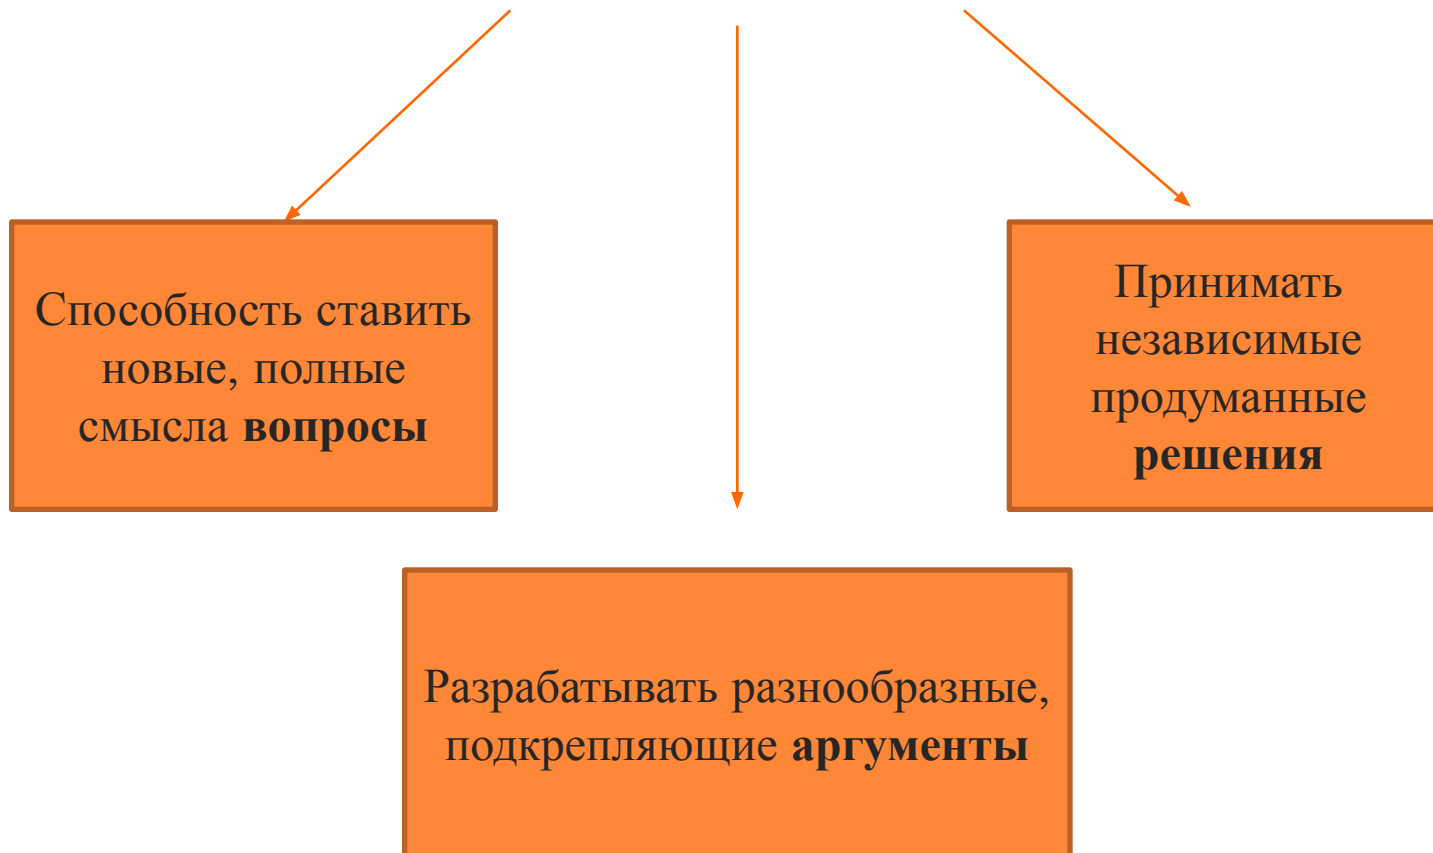 Способность ставить
новые, полные
смысла вопросы
Принимать
независимые
продуманные
решения
Разрабатывать разнообразные,
подкрепляющие аргументы